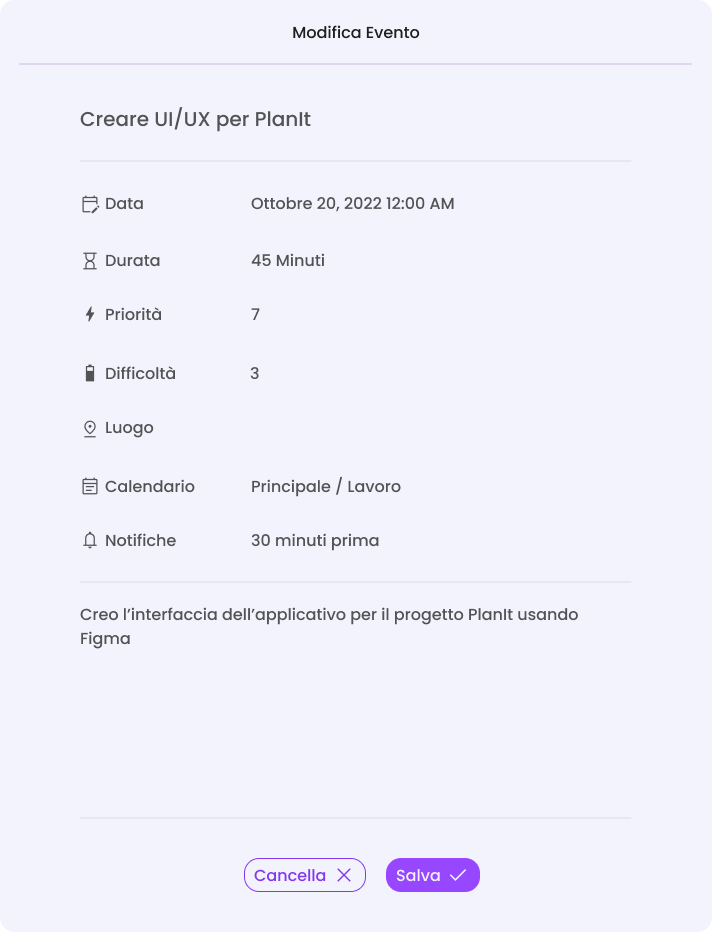 Modifica Evento
Creare UI/UX per PlanIt
Data Ottobre 20, 2022 12:00 AM
Durata 45 Minuti
Priorità 7
Difficoltà 3
Luogo
Calendario Principale / Lavoro
Notifiche 30 minuti prima
Creo l’interfaccia dell’applicativo per il progetto PlanIt usando
Figma
Cancella Salva